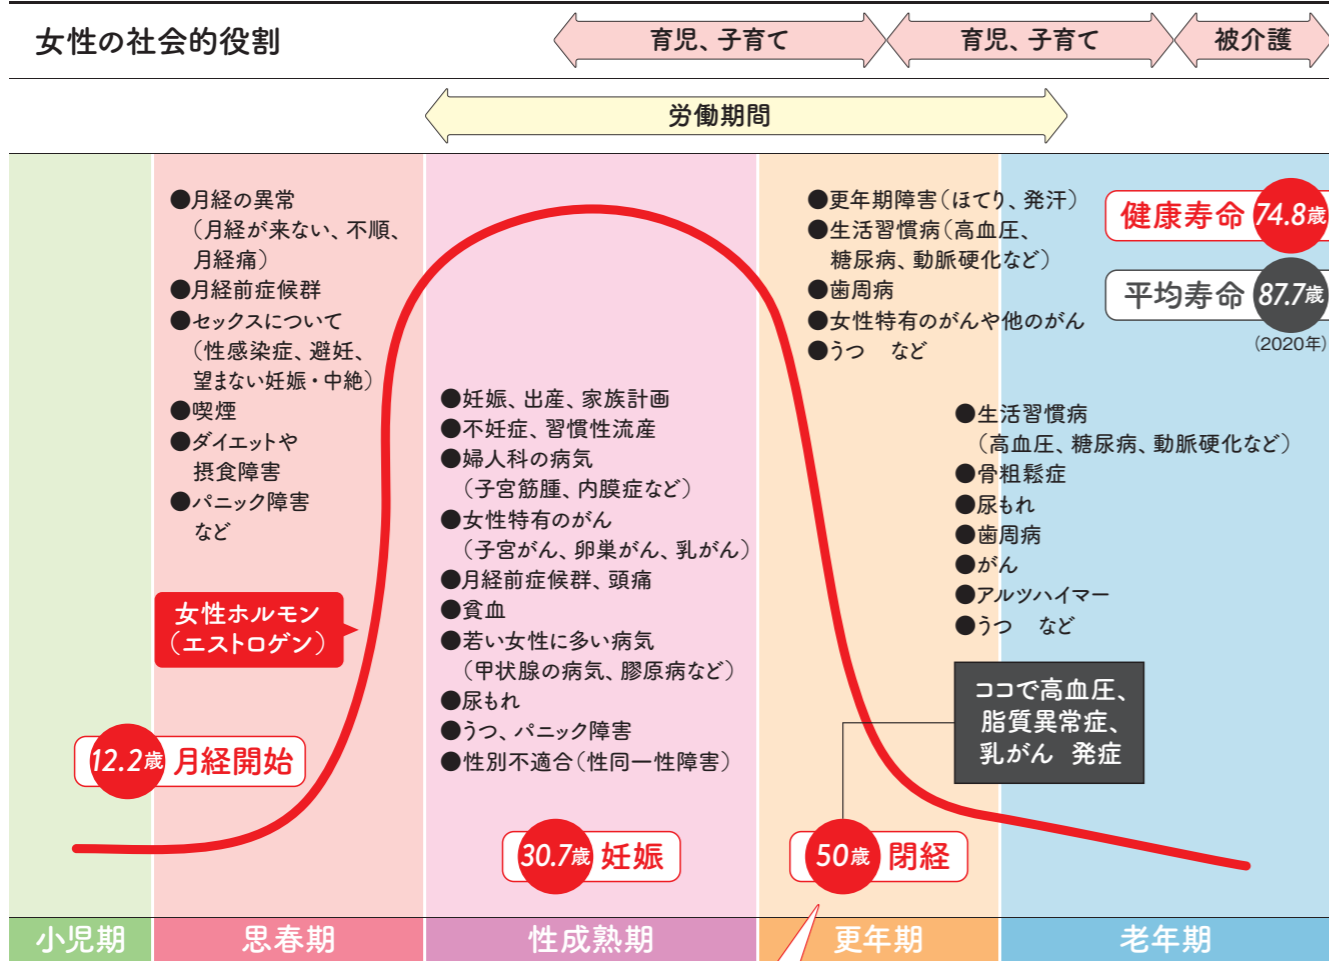 女性の社会的役割
育児、子育て
育児、子育て
被介護
労働期間
●月経の異常
（月経が来ない、不順、
月経痛）
●月経前症候群
●セックスについて
（性感染症、避妊、
望まない妊娠・中絶）
●喫煙
●ダイエットや
摂食障害
●パニック障害
など
女性ホルモン
（エストロゲン）
12.2歳 月経開始
●妊娠、出産、家族計画
●不妊症、習慣性流産
●婦人科の病気
（子宮筋腫、内膜症など）
●女性特有のがん
（子宮がん、卵巣がん、乳がん）
●月経前症候群、頭痛
●貧血
●若い女性に多い病気
（甲状腺の病気、膠原病など）
●尿もれ
●うつ、パニック障害
●性別不適合（性同一性障害）
30.7歳 妊娠
●更年期障害（ほてり、発汗）
●生活習慣病（高血圧、
糖尿病、動脈硬化など）
●歯周病
●女性特有のがんや他のがん
●うつ　など
健康寿命 74.8歳
平均寿命 87.7歳
（2020年）
●生活習慣病
（高血圧、糖尿病、動脈硬化など）
●骨粗鬆症
●尿もれ
●歯周病
●がん
●アルツハイマー
●うつ　など
ココで高血圧、
脂質異常症、
乳がん　発症
50歳 閉経
小児期
思春期
性成熟期
更年期
老年期